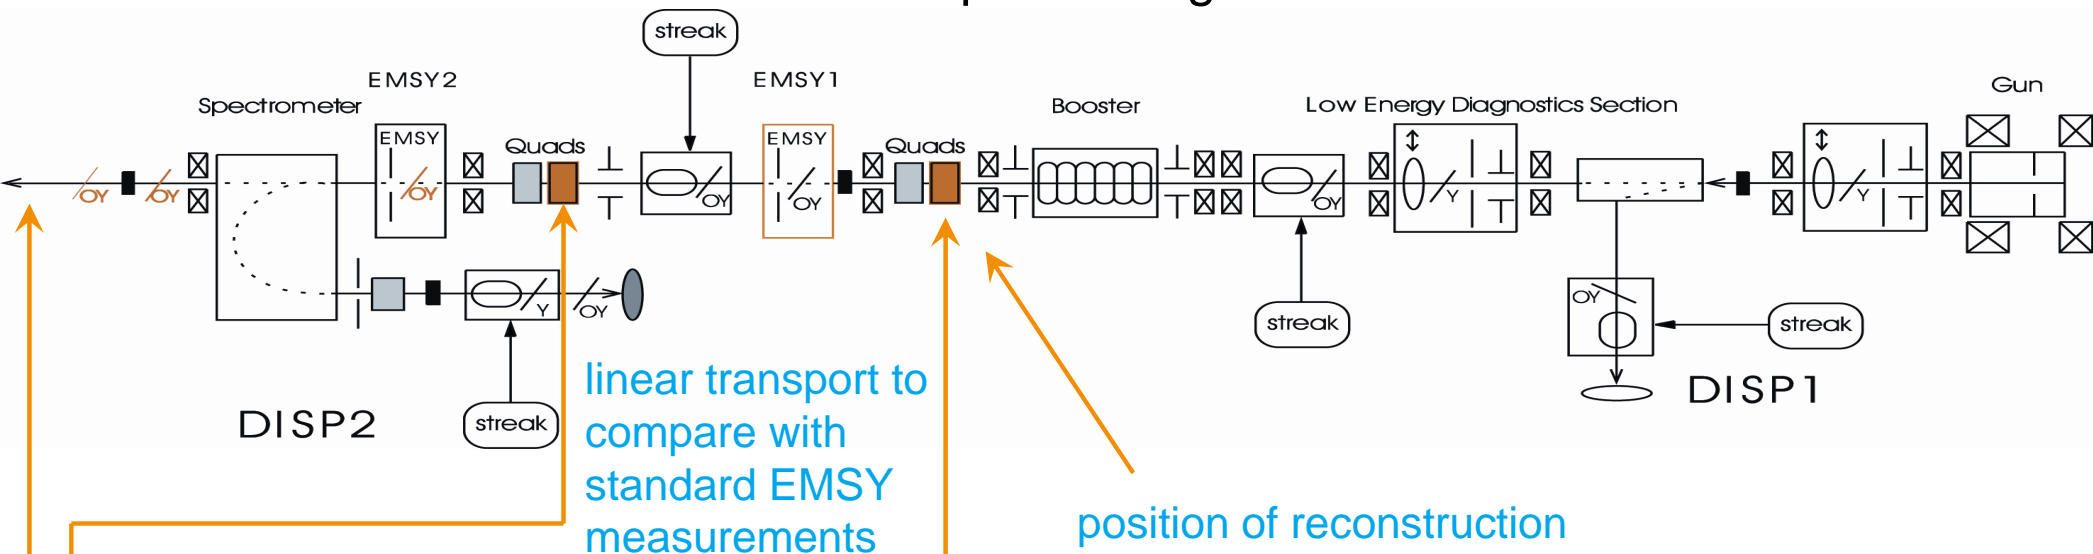 streak
EMSY2
EMSY1
Gun
Spectrometer
Booster
Low Energy Diagnostics Section
EMSY
Quads
EMSY
Quads
OY
OY
OY
OY
OY
OY
Y
Y
Y
OY
OY
streak
streak
streak
DISP1
DISP2
linear transport to
compare with
standard EMSY
measurements
position of reconstruction